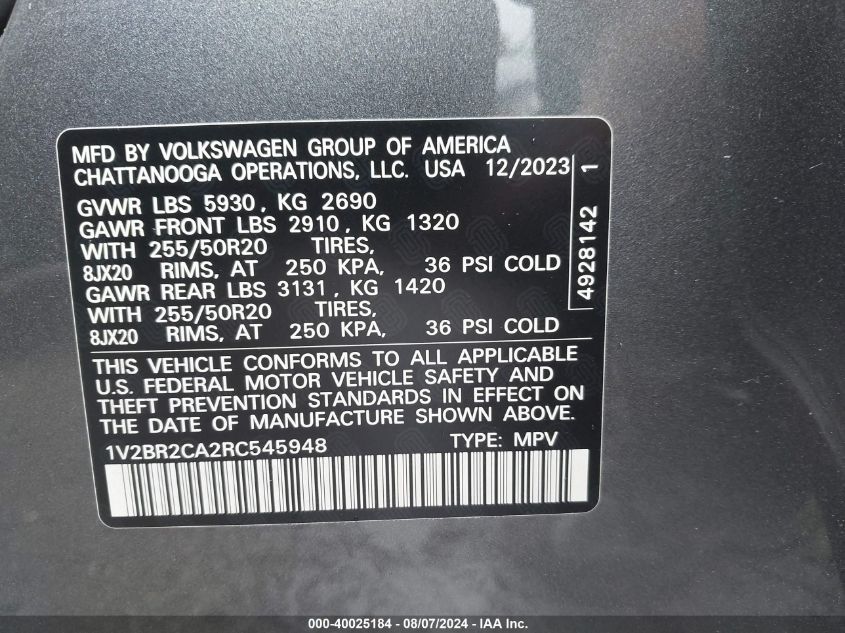 MFD BY VOLKSWAGEN GROUP OF AMERICA
CHATTANOOGA OPERATIONS, LLC. USA 12/2023
GVWR LBS 5930, KG 2690
GAWR FRONT LBS 2910, KG 1320
WITH 255/50R20 TIRES,
8JX20 RIMS, AT 250 KPA, 36 PSI COLD
GAWR REAR LBS 3131, KG 1420
WITH 255/50R20 TIRES,
8JX20 RIMS, AT 250 KPA, 36 PSI COLD
4928142 1
THIS VEHICLE CONFORMS TO ALL APPLICABLE
U.S. FEDERAL MOTOR VEHICLE SAFETY AND
THEFT PREVENTION STANDARDS IN EFFECT ON
THE DATE OF MANUFACTURE SHOWN ABOVE.
1V2BR2CA2RC545948 TYPE: MPV
000-40025184 - 08/07/2024 - IAA Inc.